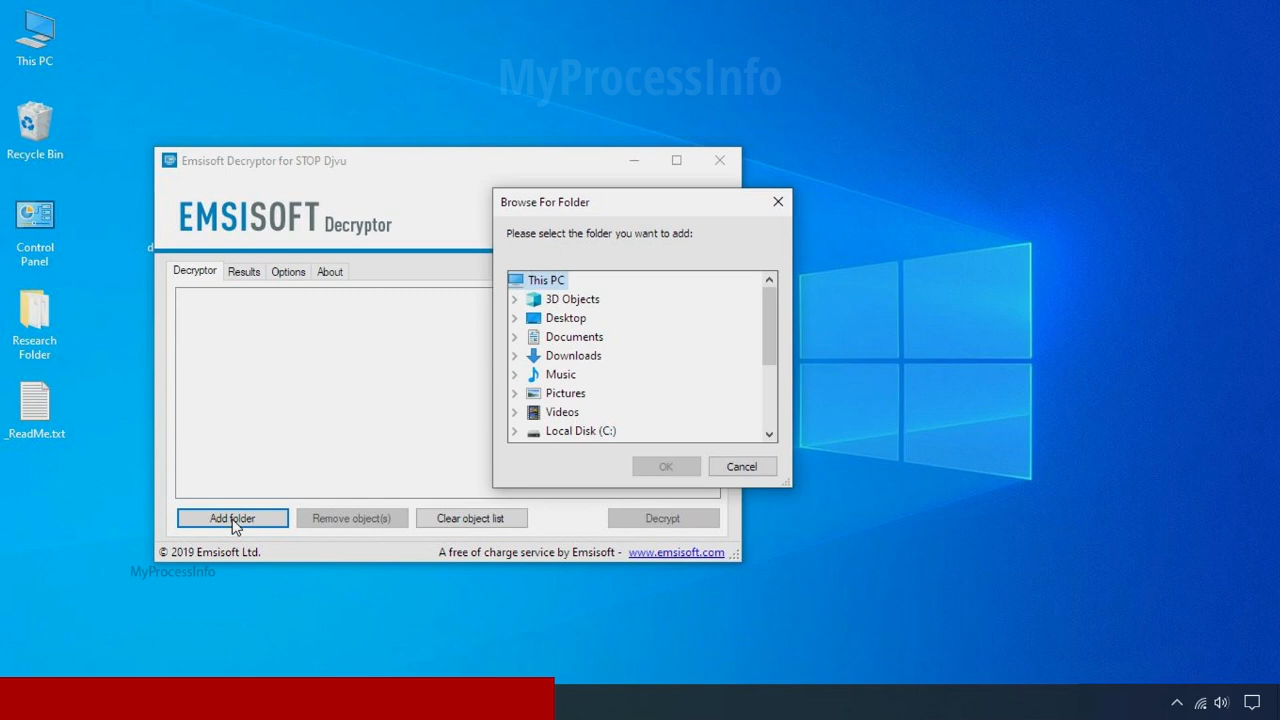 MyProcessInfo
This PC
Recycle Bin
Control
Panel
Research
Folder
_ReadMe.txt
d
Emsisoft Decryptor for STOP Djvu
EMSISOFT Decryptor
Decryptor Results Options About
Browse For Folder
Please select the folder you want to add:
This PC
3D Objects
Desktop
Documents
Downloads
Music
Pictures
Videos
Local Disk (C:)
OK Cancel
Add folder Remove object(s) Clear object list Decrypt
© 2019 Emsisoft Ltd. A free of charge service by Emsisoft - www.emsisoft.com
MyProcessInfo